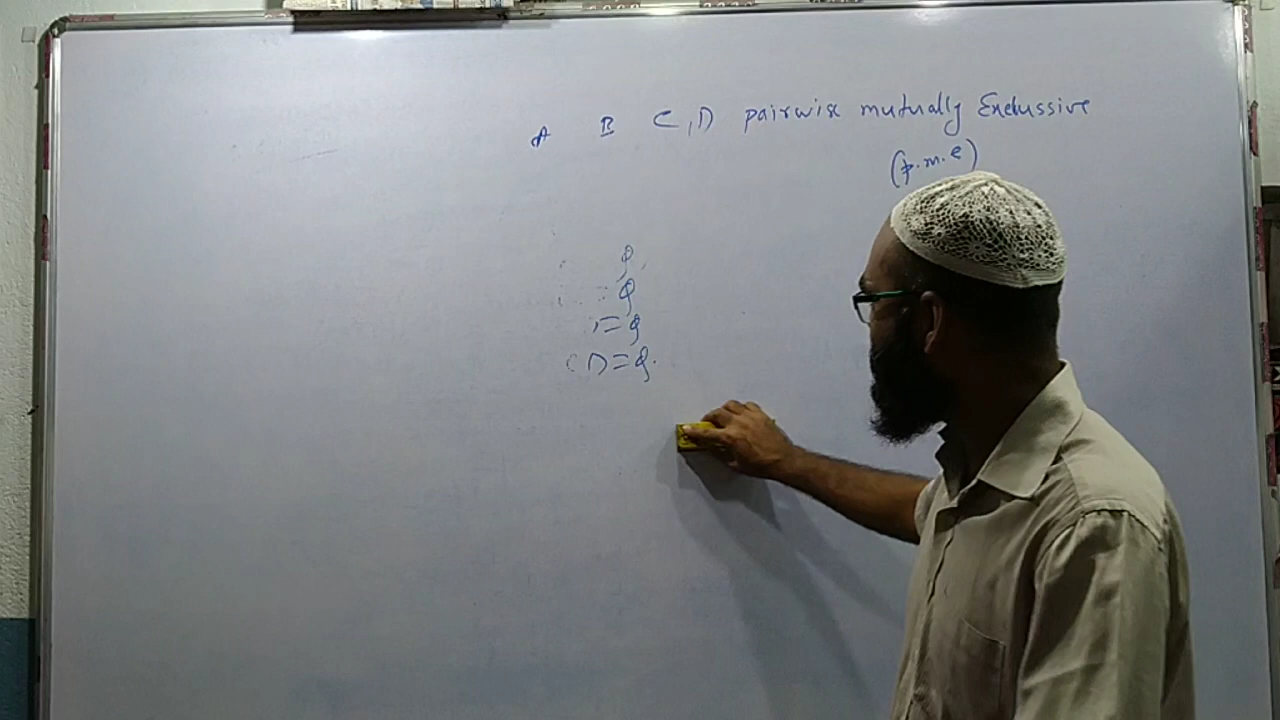 A B C, D pairwise mutually Exclussive
(p.m.e)
φ
φ
= φ
D = φ.